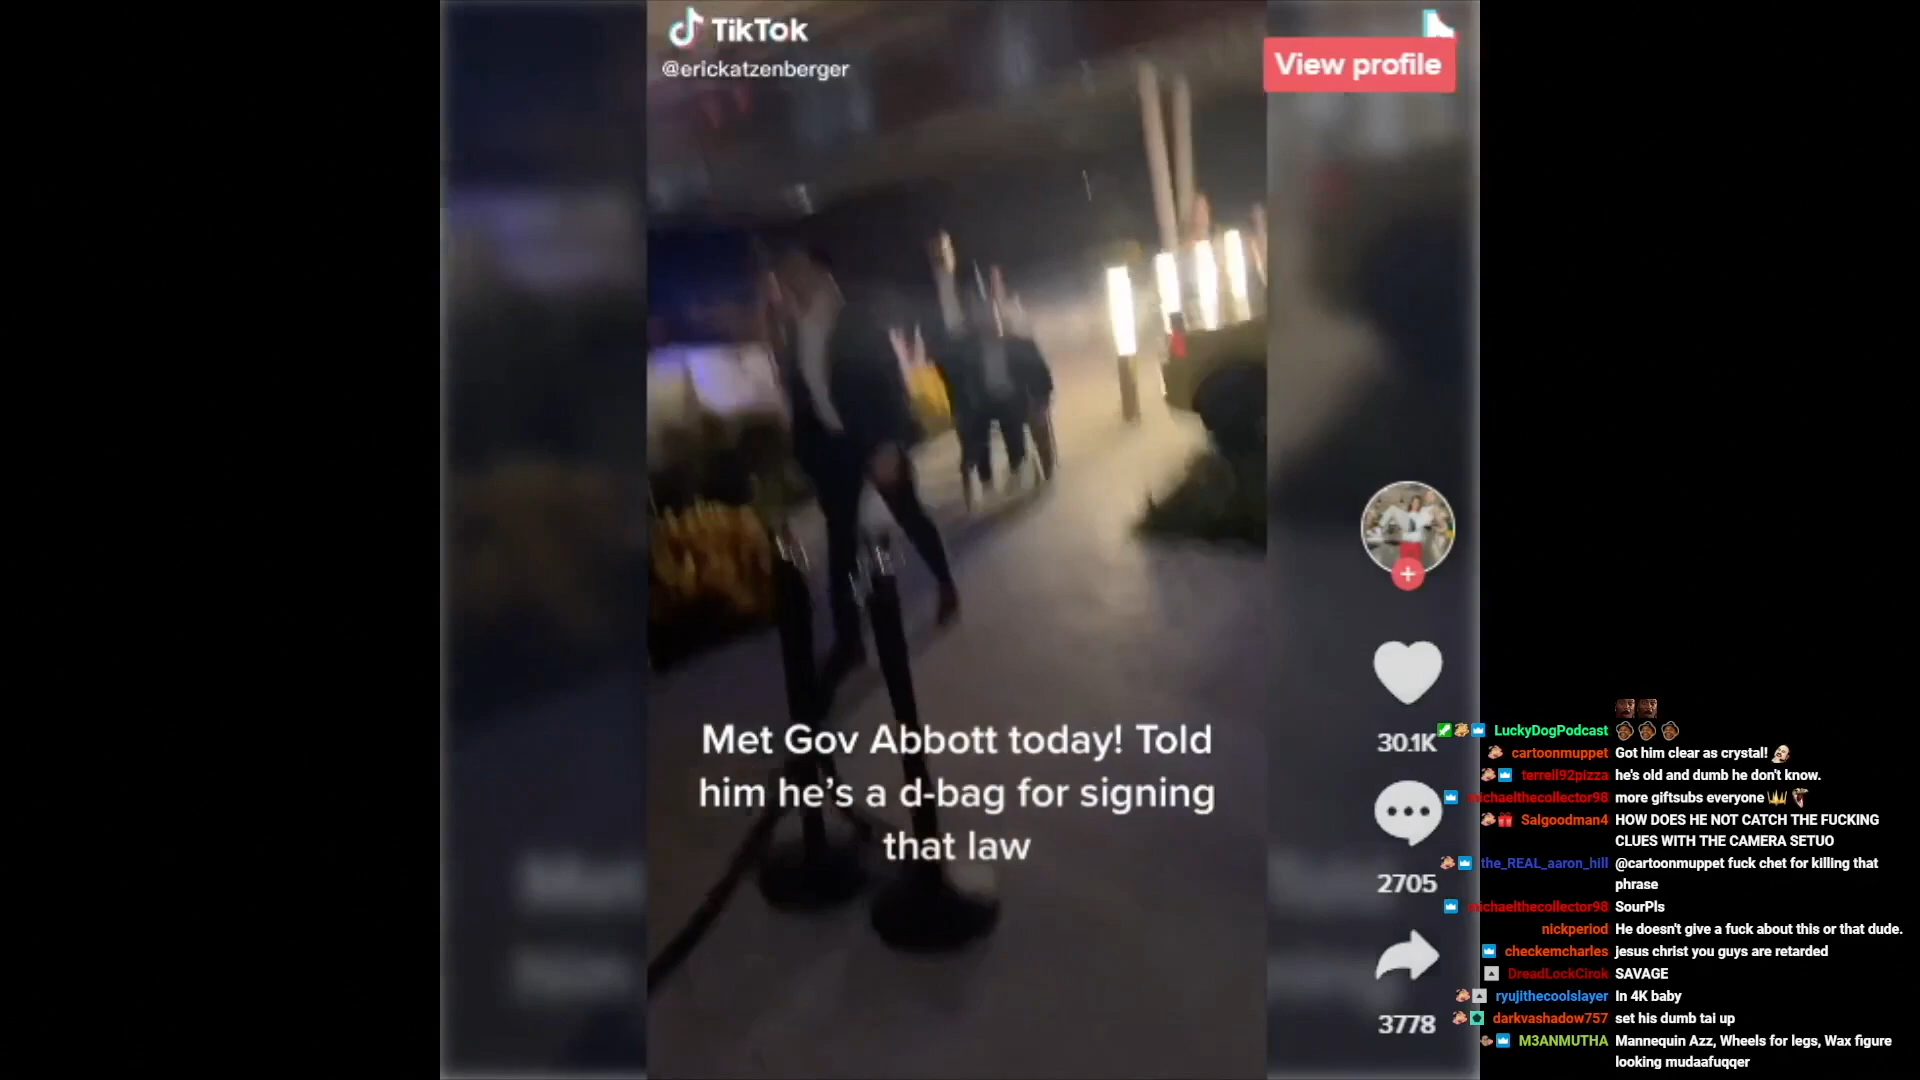 TikTok
@erickatzenberger
View profile
Met Gov Abbott today! Told
him he's a d-bag for signing
that law
30.1K
2705
3778
LuckyDogPodcast
cartoonmuppet Got him clear as crystal!
terrell92pizza he's old and dumb he don't know.
michaelthecollector98 more giftsubs everyone
Salgoodman4 HOW DOES HE NOT CATCH THE FUCKING
CLUES WITH THE CAMERA SETUO
the_REAL_aaron_hill @cartoonmuppet fuck chet for killing that
phrase
michaelthecollector98 SourPls
nickperiod He doesn't give a fuck about this or that dude.
checkemcharles jesus christ you guys are retarded
DreadLockCirok SAVAGE
ryujithecoolslayer In 4K baby
darkvashadow757 set his dumb tai up
M3ANMUTHA Mannequin Azz, Wheels for legs, Wax figure
looking mudaafuqqer